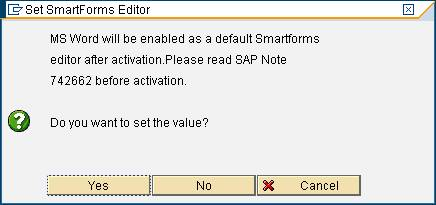 Set SmartForms Editor
MS Word will be enabled as a default Smartforms
editor after activation.Please read SAP Note
742662 before activation.
Do you want to set the value?
Yes
No
Cancel